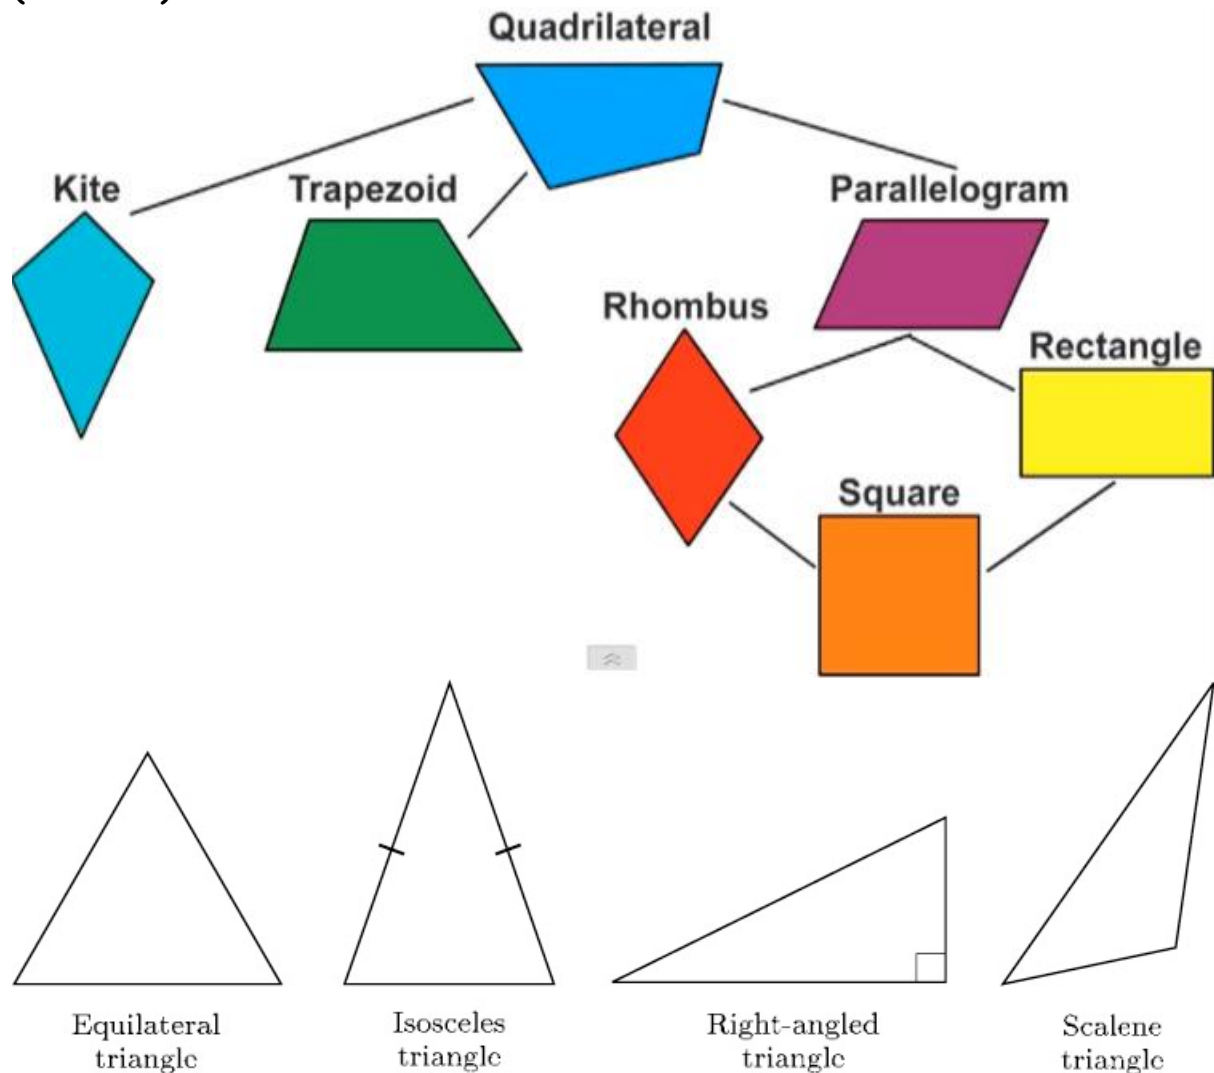 Quadrilateral
Kite
Trapezoid
Parallelogram
Rhombus
Rectangle
Square
Equilateral
triangle
Isosceles
triangle
Right-angled
triangle
Scalene
triangle